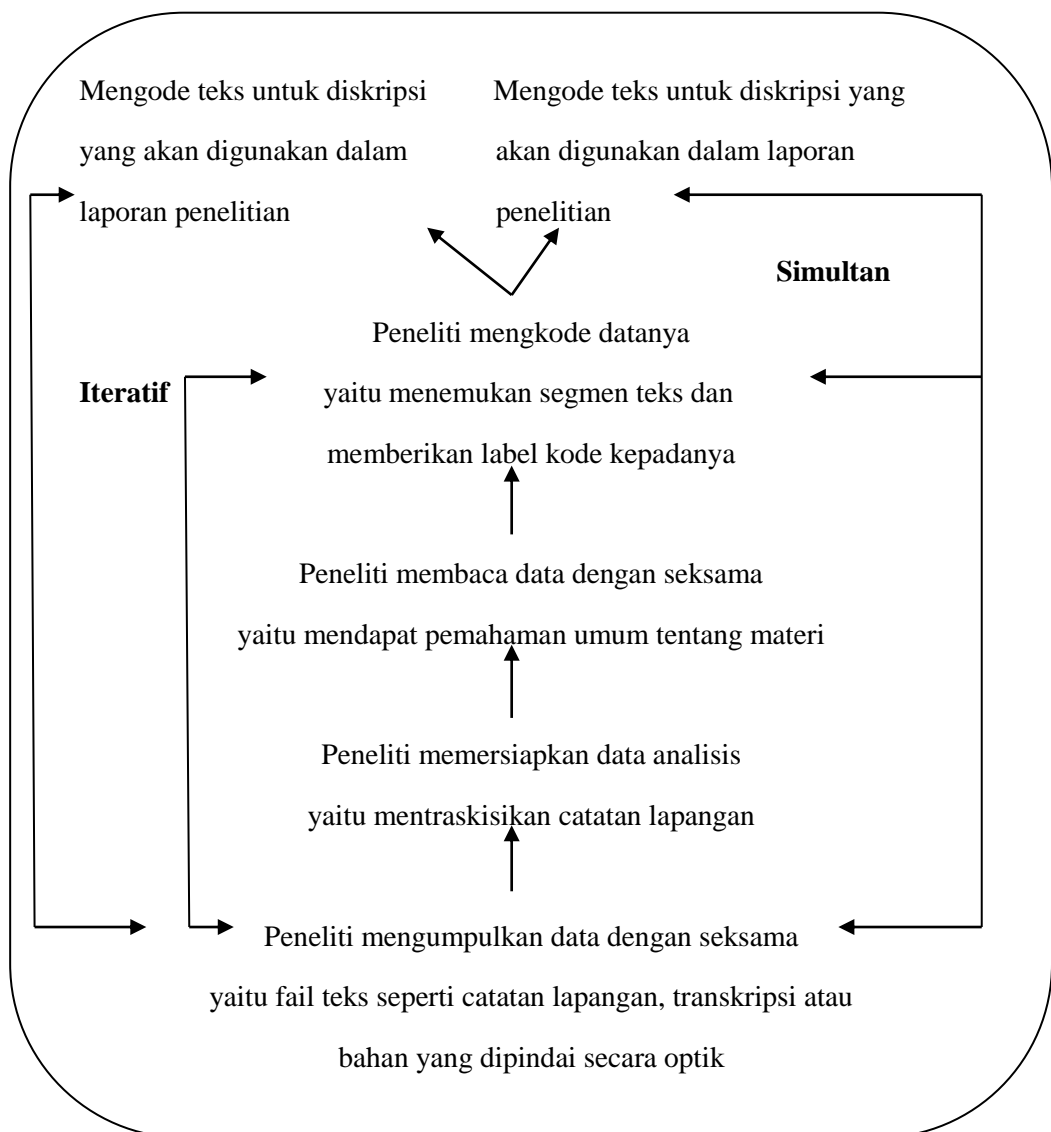 Mengode teks untuk diskripsi
yang akan digunakan dalam
laporan penelitian
Mengode teks untuk diskripsi yang
akan digunakan dalam laporan
penelitian
Simultan
Peneliti mengkode datanya
Iteratif
yaitu menemukan segmen teks dan
memberikan label kode kepadanya
Peneliti membaca data dengan seksama
yaitu mendapat pemahaman umum tentang materi
Peneliti memersiapkan data analisis
yaitu mentraskisikan catatan lapangan
Peneliti mengumpulkan data dengan seksama
yaitu fail teks seperti catatan lapangan, transkripsi atau
bahan yang dipindai secara optik